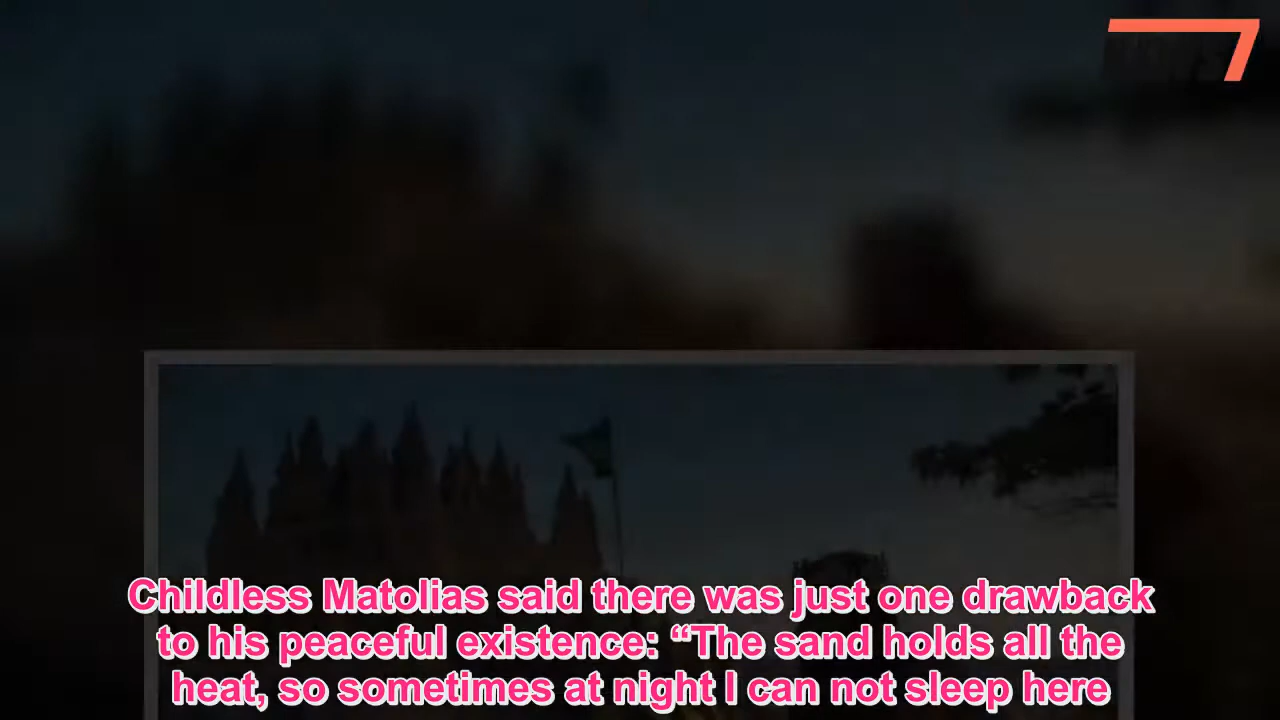 Childless Matolias said there was just one drawback
to his peaceful existence: “The sand holds all the
heat, so sometimes at night I can not sleep here